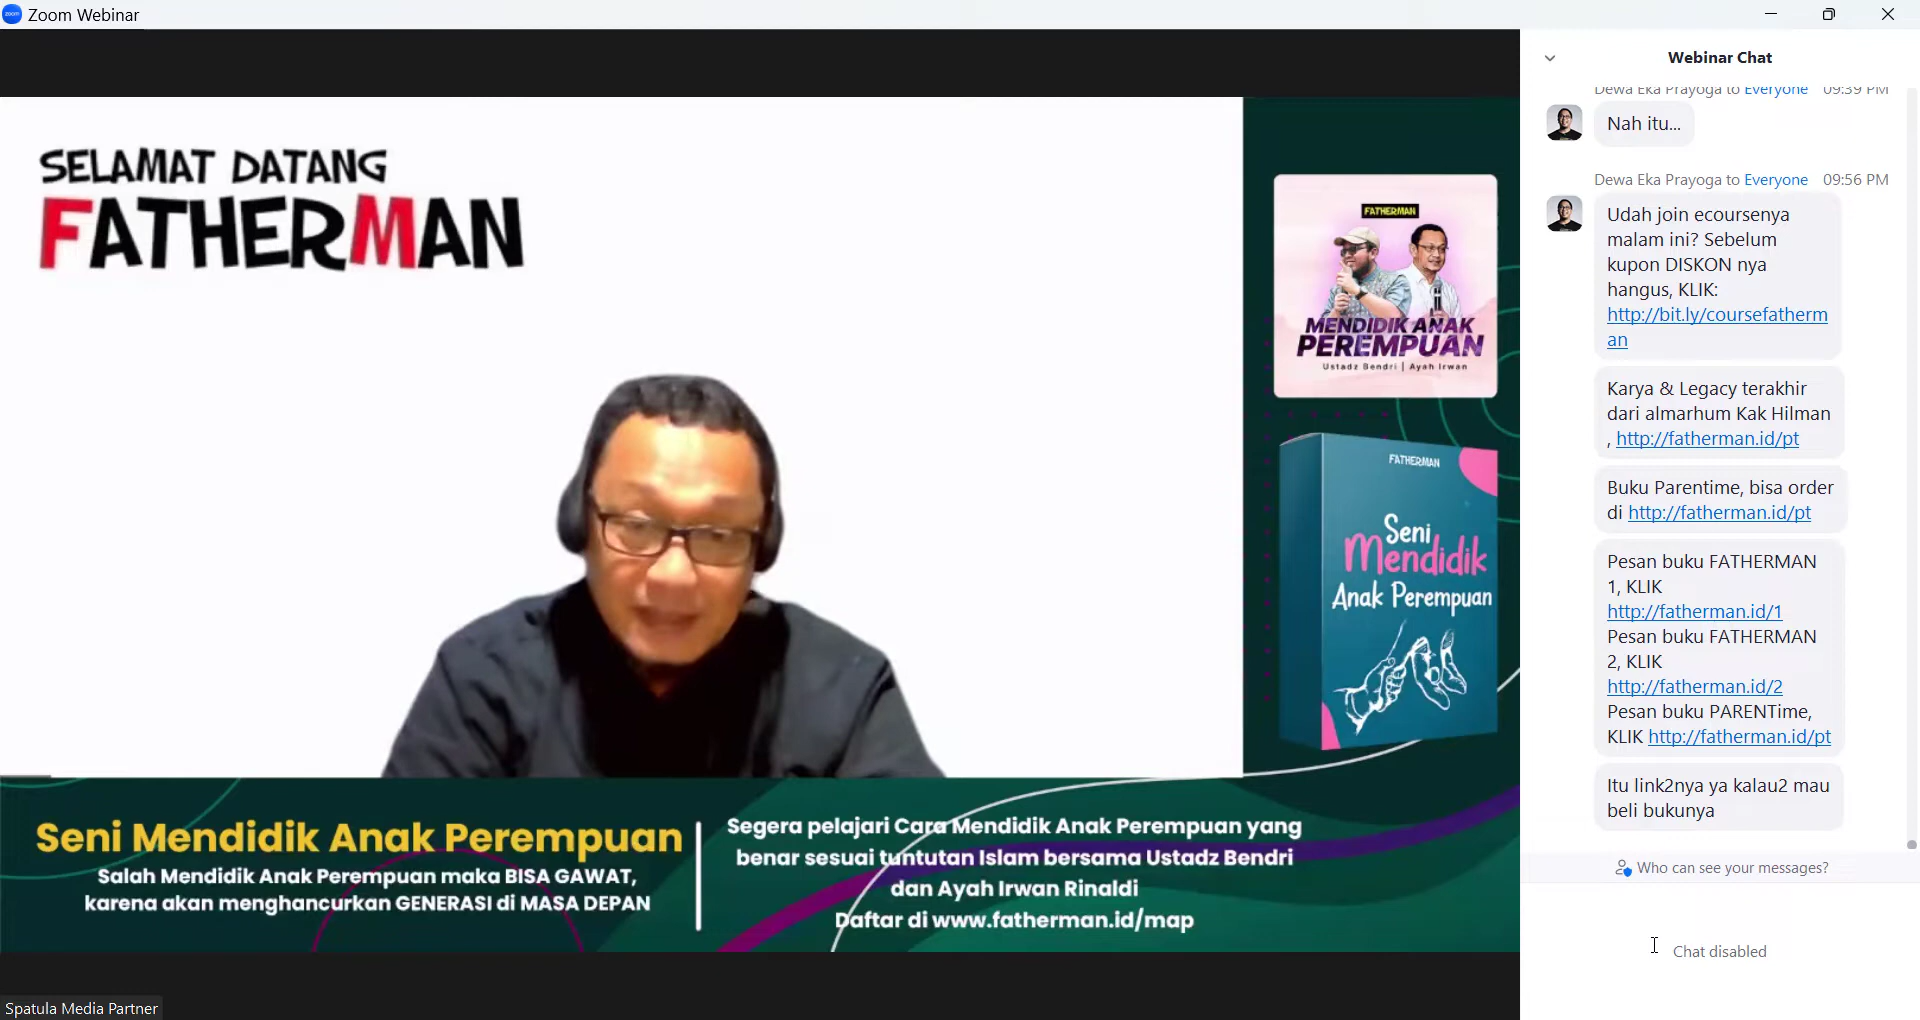 Zoom Webinar
SELAMAT DATANG
FATHERMAN
FATHERMAN
MENDIDIK ANAK
PEREMPUAN
Ustadz Bendri | Ayah Irwan
FATHERMAN
Seni
Mendidik
Anak Perempuan
Seni Mendidik Anak Perempuan
Salah Mendidik Anak Perempuan maka BISA GAWAT,
karena akan menghancurkan GENERASI di MASA DEPAN
Segera pelajari Cara Mendidik Anak Perempuan yang
benar sesuai tuntutan Islam bersama Ustadz Bendri
dan Ayah Irwan Rinaldi
Daftar di www.fatherman.id/map
Spatula Media Partner
Webinar Chat
Dewa Eka Prayoga to Everyone 09:39 PM
Nah itu...
Dewa Eka Prayoga to Everyone 09:56 PM
Udah join ecoursenya
malam ini? Sebelum
kupon DISKON nya
hangus, KLIK:
http://bit.ly/coursefatherm
an
Karya & Legacy terakhir
dari almarhum Kak Hilman
, http://fatherman.id/pt
Buku Parentime, bisa order
di http://fatherman.id/pt
Pesan buku FATHERMAN
1, KLIK
http://fatherman.id/1
Pesan buku FATHERMAN
2, KLIK
http://fatherman.id/2
Pesan buku PARENTime,
KLIK http://fatherman.id/pt
Itu link2nya ya kalau2 mau
beli bukunya
Who can see your messages?
Chat disabled